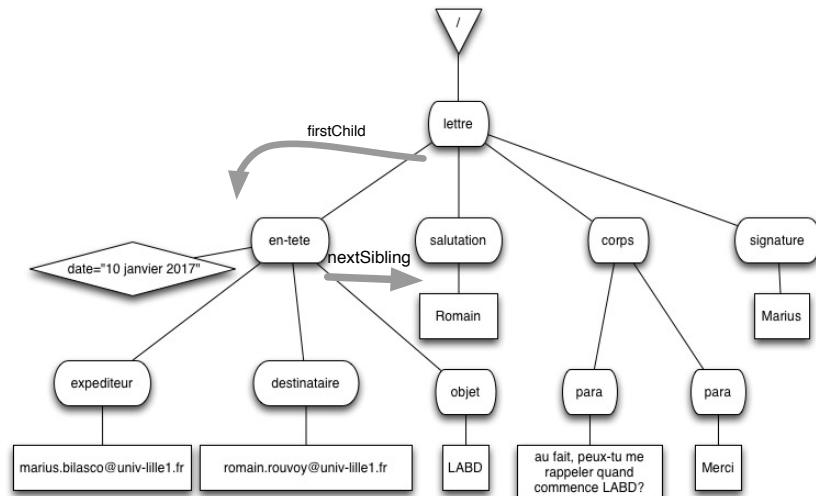 /
lettre
firstChild
en-tete
salutation
corps
signature
nextSibling
date="10 janvier 2017"
Romain
Marius
expediteur
destinataire
objet
para
para
marius.bilasco@univ-lille1.fr
romain.rouvoy@univ-lille1.fr
LABD
au fait, peux-tu me
rappeler quand
commence LABD?
Merci